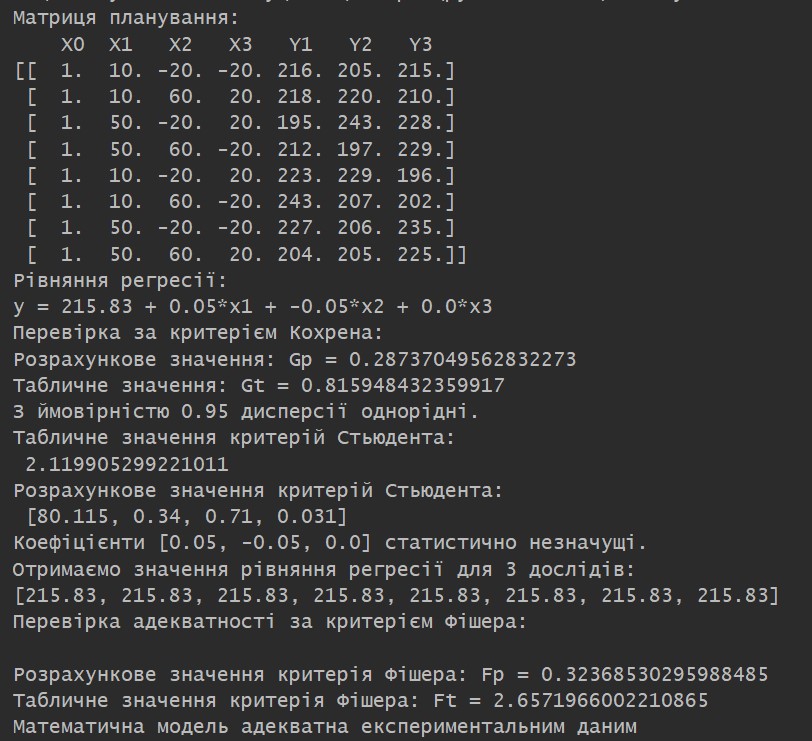 Матриця планування:
X0 X1 X2 X3 Y1 Y2 Y3
[[ 1. 10. -20. -20. 216. 205. 215.]
[ 1. 10. 60. 20. 218. 220. 210.]
[ 1. 50. -20. 20. 195. 243. 228.]
[ 1. 50. 60. -20. 212. 197. 229.]
[ 1. 10. -20. 20. 223. 229. 196.]
[ 1. 10. 60. -20. 243. 207. 202.]
[ 1. 50. -20. -20. 227. 206. 235.]
[ 1. 50. 60. 20. 204. 205. 225.]]
Рівняння регресії:
y = 215.83 + 0.05*x1 + -0.05*x2 + 0.0*x3
Перевірка за критерієм Кохрена:
Розрахункове значення: Gp = 0.28737049562832273
Табличне значення: Gt = 0.815948432359917
З ймовірністю 0.95 дисперсії однорідні.
Табличне значення критерій Стьюдента:
2.119905299221011
Розрахункове значення критерій Стьюдента:
[80.115, 0.34, 0.71, 0.031]
Коефіцієнти [0.05, -0.05, 0.0] статистично незначущі.
Отримаємо значення рівняння регресії для 3 дослідів:
[215.83, 215.83, 215.83, 215.83, 215.83, 215.83, 215.83, 215.83]
Перевірка адекватності за критерієм Фішера:
Розрахункове значення критерія Фішера: Fp = 0.32368530295988485
Табличне значення критерія Фішера: Ft = 2.6571966002210865
Математична модель адекватна експериментальним даним